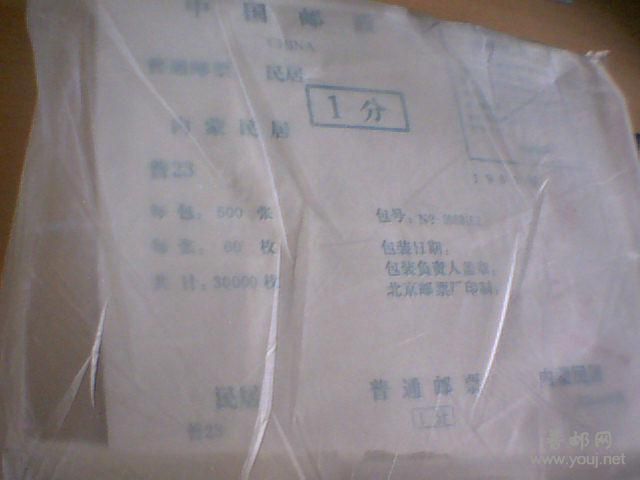 中国邮票
CHINA
普通邮票 民居
1分
内蒙民居
普23
每包：500 张
每张：60 枚
共计：30000 枚
包号：Nº
包装日期：
包装负责人盖章：
北京邮票厂印制：
民居
普23
普通邮票
1分
内蒙民居
普邮网
www.youj.net